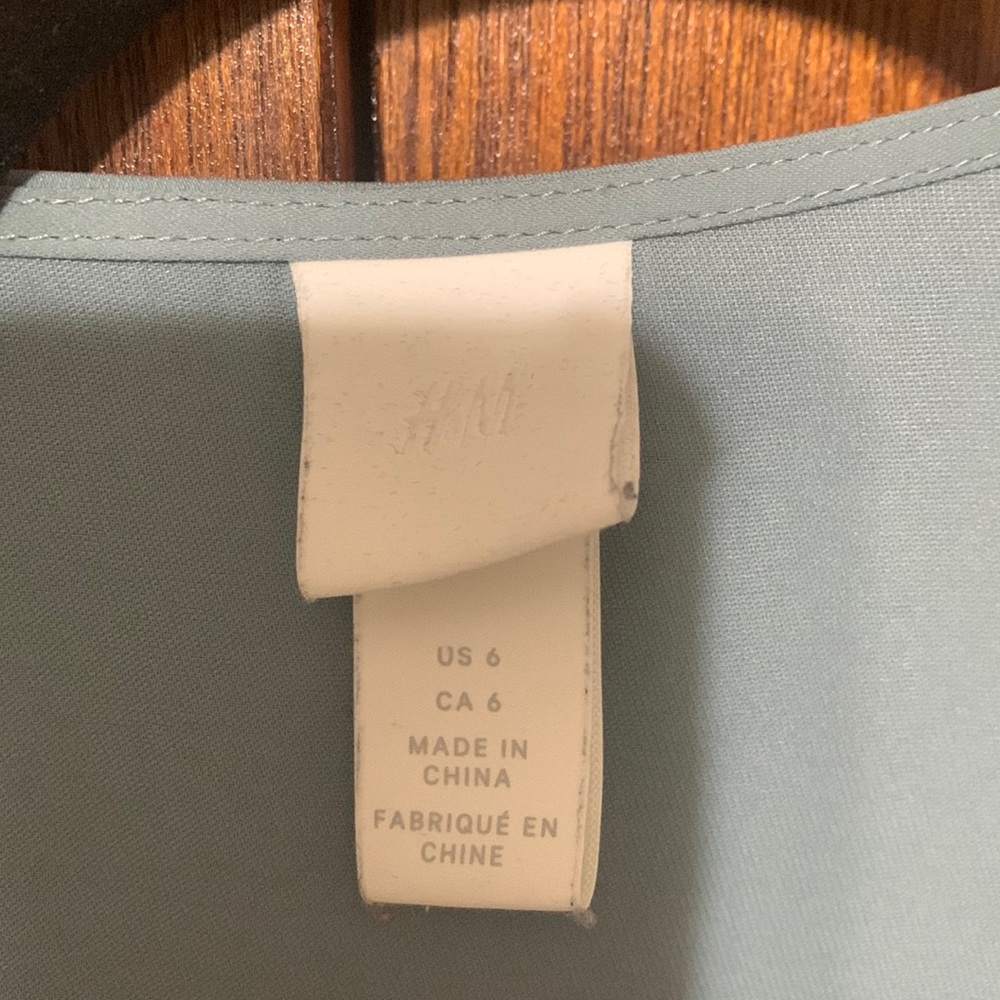 H&M
US 6
CA 6
MADE IN
CHINA
FABRIQUÉ EN
CHINE